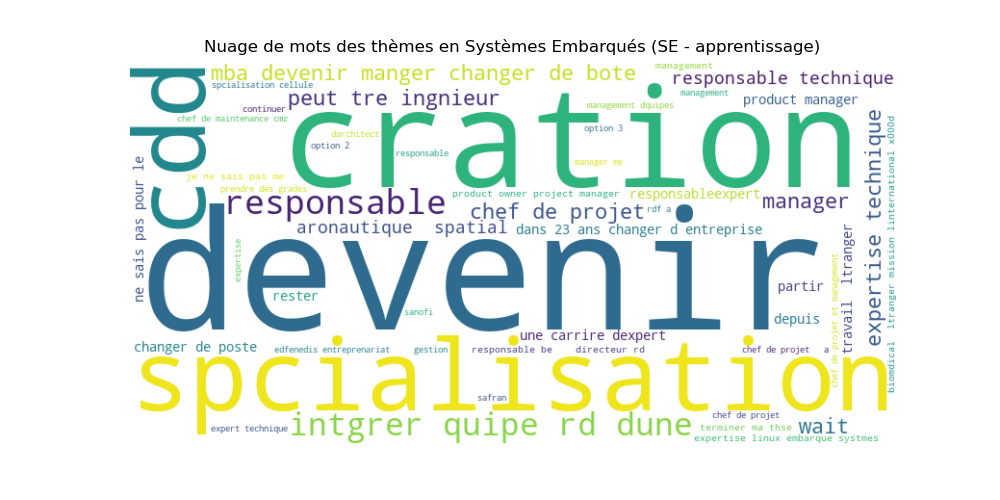 Nuage de mots des thèmes en Systèmes Embarqués (SE - apprentissage)
cdd
mba devenir manger changer de bote
management
responsable technique
spcialisation cellule
peut tre ingnieur
management
product manager
continuer
management dquipes
chef de maintenance cmz
cration
darchitect
option 3
option 2
responsable
manager me
ne sais pas pour le
je ne sais pas me
prendre des grades
expertise technique
biomdical ltranger mission linternational x000d
responsable
product owner project manager
responsableexpert
manager
chef de projet
rdf a
aronautique spatial
dans 23 ans changer d entreprise
travail ltranger
devenir
expertise
chef de projet et management
rester
partir
sanofi
depuis
une carrire dexpert
changer de poste
edfenedis entreprenariat
gestion
responsable be
directeur rd
chef de projet
spcialisation
safran
chef de projet
expert technique
intgrer quipe rd dune
terminer ma thse
wait
expertise linux embarque systmes